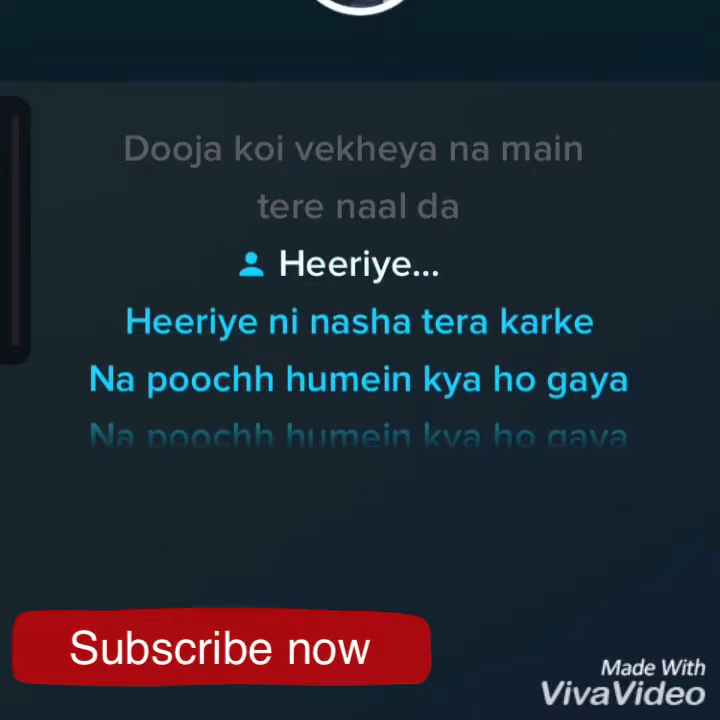 Dooja koi vekheya na main
tere naal da
Heeriye...
Heeriye ni nasha tera karke
Na poochh humein kya ho gaya
Na poochh humein kya ho gaya
Subscribe now
Made With
VivaVideo